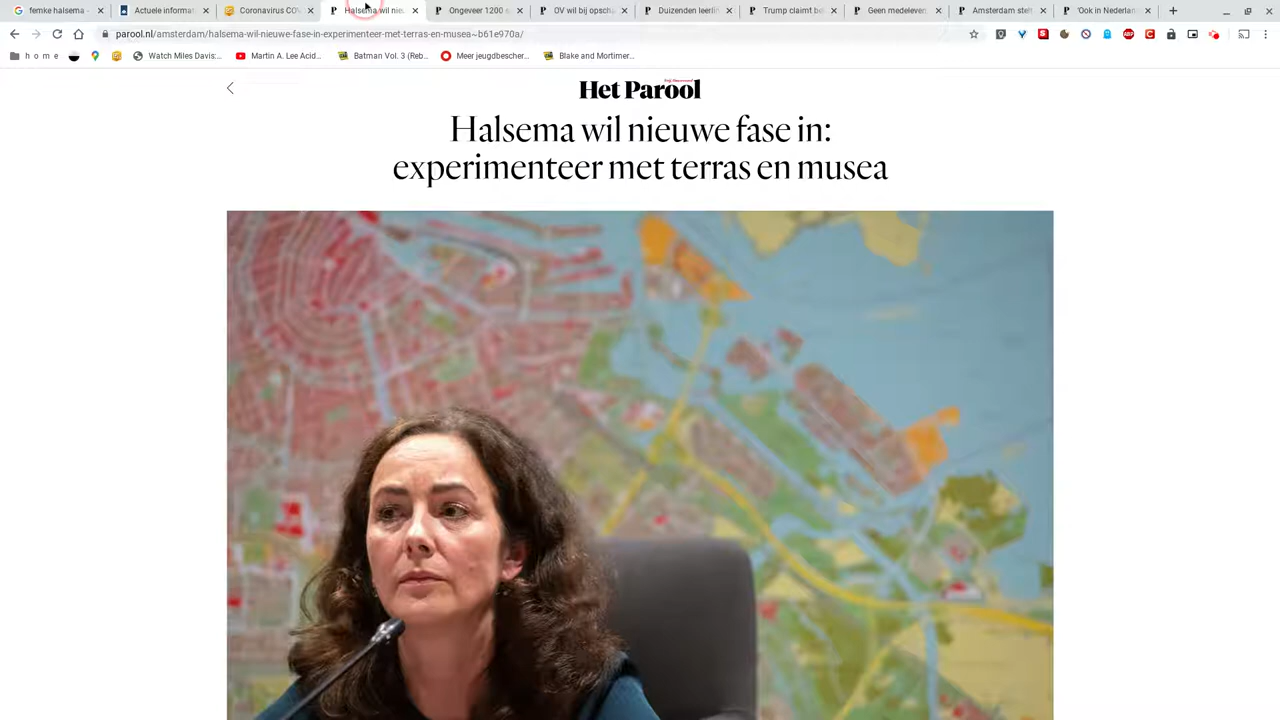 femke halsema -
Actuele informat
Coronavirus CO
Halsema wil nie
Ongeveer 1200 s
OV wil bij opsch
Duizenden leerlin
Trump claimt be
Geen medeleven
Amsterdam stelt
'Ook in Nederlan
parool.nl/amsterdam/halsema-wil-nieuwe-fase-in-experimenteer-met-terras-en-musea~b61e970a/
h o m e
Watch Miles Davis:...
Martin A. Lee Acid...
Batman Vol. 3 (Reb...
Meer jeugdbescher...
Blake and Mortimer...
Het Parool
Halsema wil nieuwe fase in:
experimenteer met terras en musea